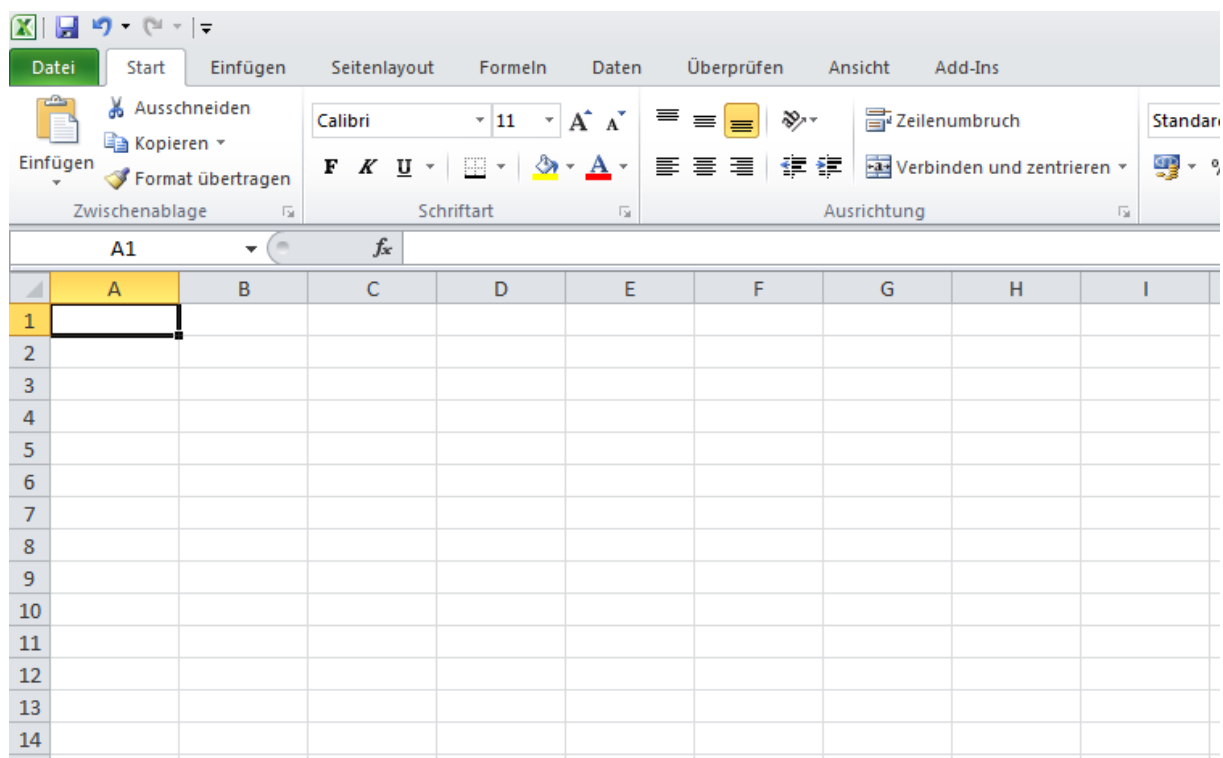 Datei Start Einfügen Seitenlayout Formeln Daten Überprüfen Ansicht Add-Ins
Ausschneiden
Kopieren
Format übertragen
Einfügen
Zwischenablage
Calibri 11 A A
F K U A
Schriftart
Zeilenumbruch
Verbinden und zentrieren
Ausrichtung
Standard
%
A1 fx
A B C D E F G H I
1
2
3
4
5
6
7
8
9
10
11
12
13
14